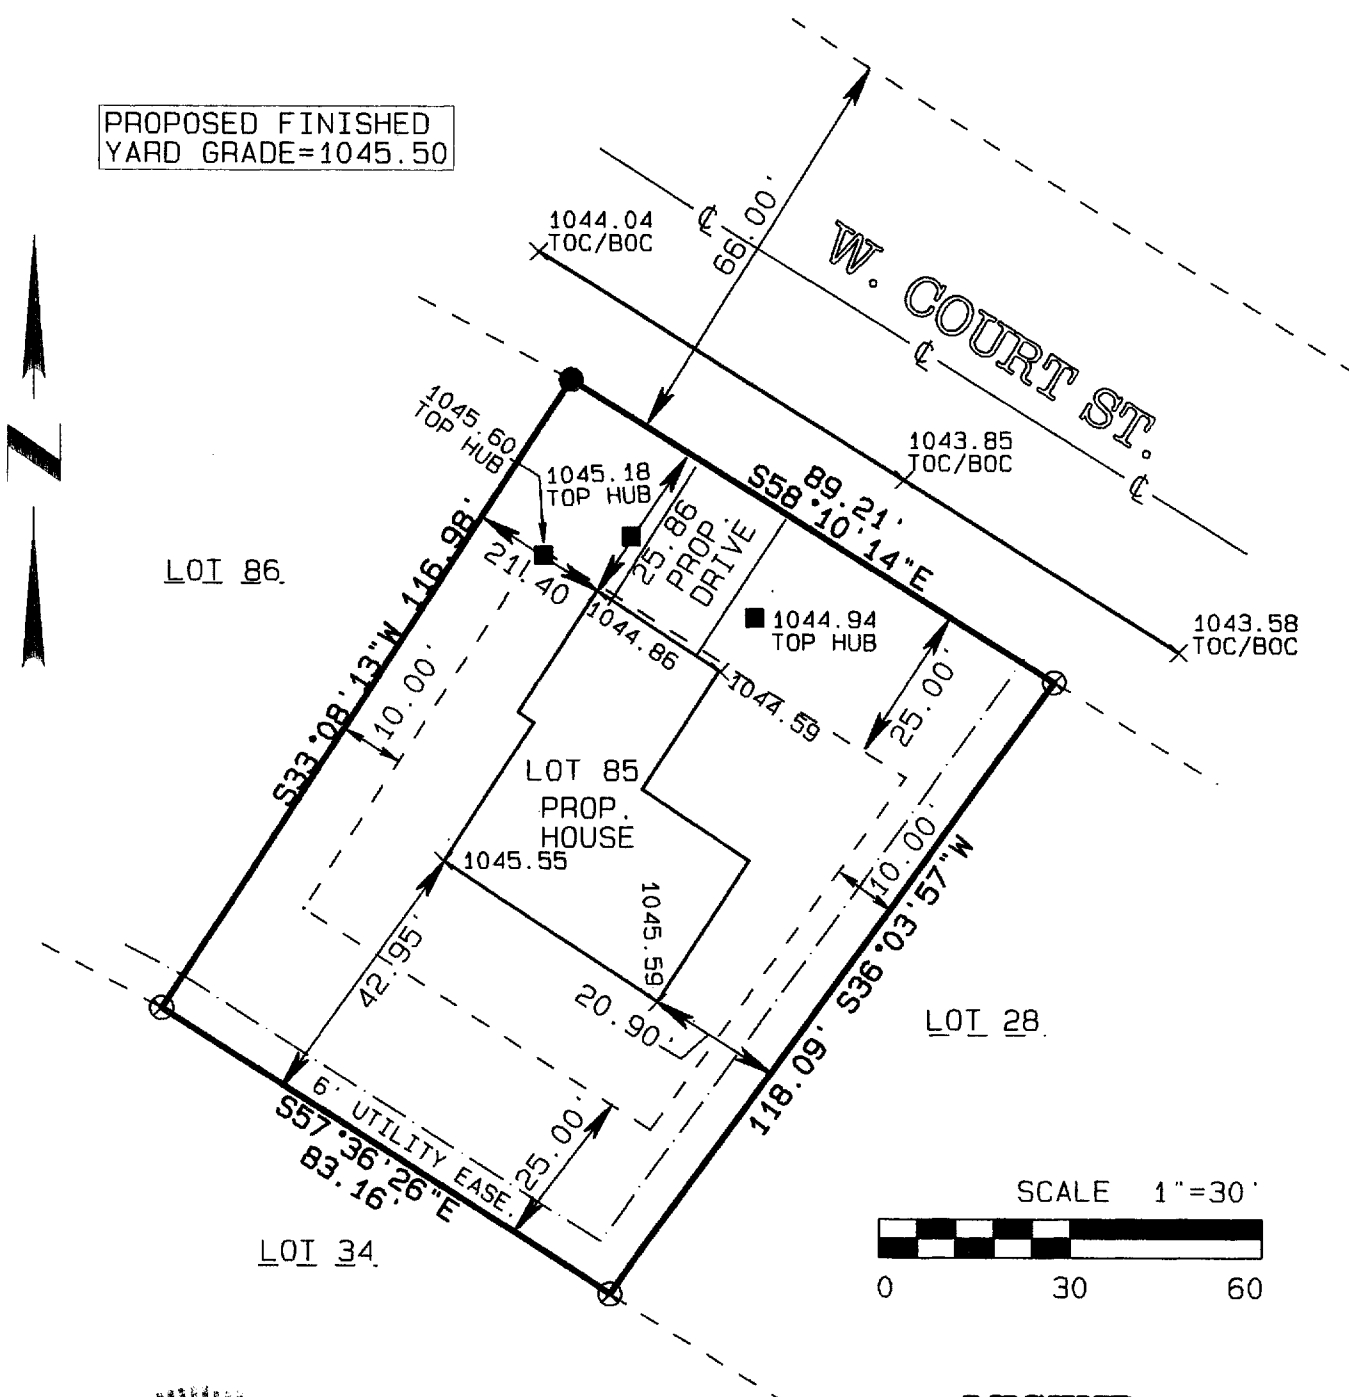 PROPOSED FINISHED
YARD GRADE=1045.50
66.00'
℄
1044.04
TOC/BOC
W. COURT ST.
℄
℄
1043.85
TOC/BOC
1043.58
TOC/BOC
1045.60
TOP HUB
1045.18
TOP HUB
89.21'
S58°10'14"E
25.86
PROP.
DRIVE
21.40
1044.86
1044.94
TOP HUB
1044.59
25.00'
LOT 86
S33°08'13"W 116.98'
10.00'
LOT 85
PROP.
HOUSE
1045.55
1045.59
10.00'
118.09' S36°03'57"W
42.95'
20.90'
LOT 28
6' UTILITY EASE.
25.00'
S57°36'26"E
83.16'
LOT 34
SCALE 1"=30'
0 30 60
N